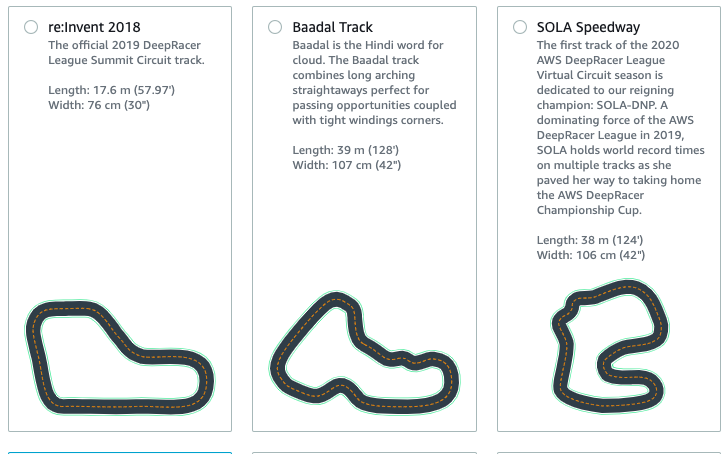 re:Invent 2018
The official 2019 DeepRacer
League Summit Circuit track.
Length: 17.6 m (57.97')
Width: 76 cm (30")
Baadal Track
Baadal is the Hindi word for
cloud. The Baadal track
combines long arching
straightaways perfect for
passing opportunities coupled
with tight windings corners.
Length: 39 m (128')
Width: 107 cm (42")
SOLA Speedway
The first track of the 2020
AWS DeepRacer League
Virtual Circuit season is
dedicated to our reigning
champion: SOLA-DNP. A
dominating force of the AWS
DeepRacer League in 2019,
SOLA holds world record times
on multiple tracks as she
paved her way to taking home
the AWS DeepRacer
Championship Cup.
Length: 38 m (124')
Width: 106 cm (42")